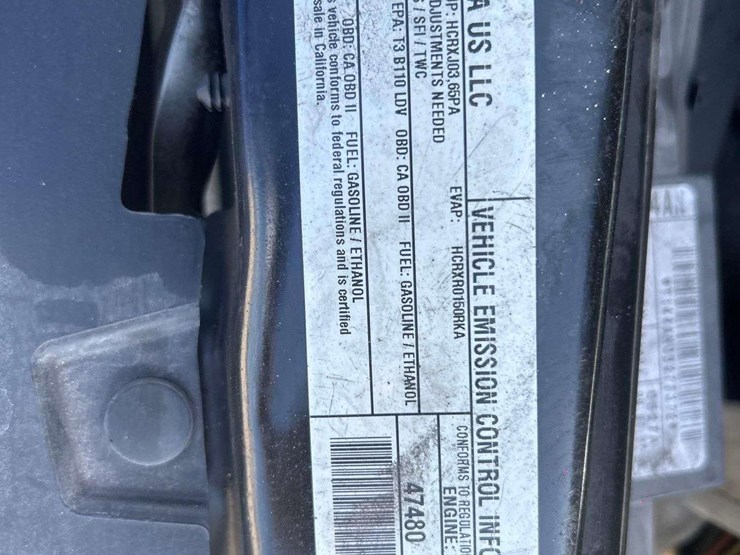 A US LLC
VEHICLE EMISSION CONTROL INFO
CONFORMS TO REGULATIO
HCRXJ03.65PA
EVAP: HCRXR0150RKA
ENGINE:
DJUSTMENTS NEEDED
/ SFI / TWC
47480
EPA: T3 B110 LDV OBD: CA OBD II FUEL: GASOLINE / ETHANOL
OBD: CA OBD II FUEL: GASOLINE / ETHANOL
vehicle conforms to federal regulations and is certified
sale in California.